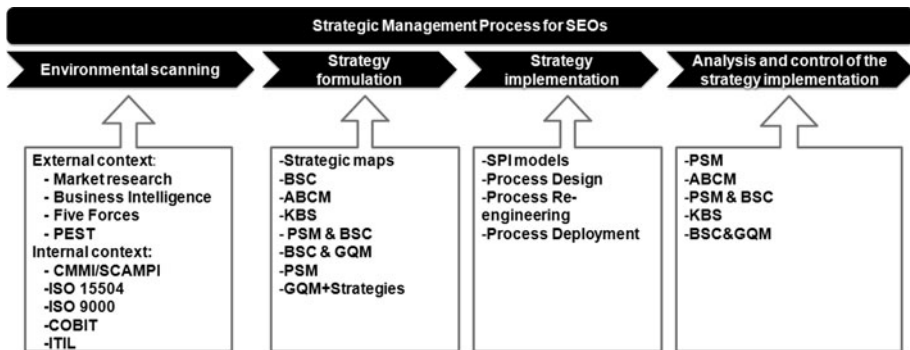 Strategic Management Process for SEOs
Environmental scanning
Strategy
formulation
Strategy
implementation
Analysis and control of the
strategy implementation
External context:
- Market research
- Business Intelligence
- Five Forces
- PEST
Internal context:
- CMMI/SCAMPI
-ISO 15504
-ISO 9000
-COBIT
-ITIL
-Strategic maps
-BSC
-ABCM
-KBS
- PSM & BSC
-BSC & GQM
-PSM
-GQM+Strategies
-SPI models
-Process Design
-Process Re-
engineering
-Process Deployment
-PSM
-ABCM
-PSM & BSC
-KBS
-BSC&GQM